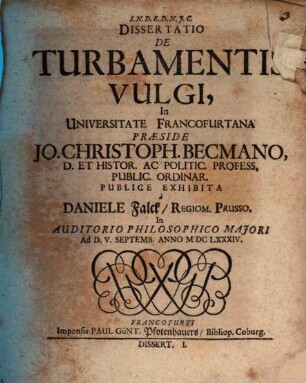 I.N.D.E.D.N.J.C.
DISSERTATIO
DE
TURBAMENTIS
VULGI,
In
UNIVERSITATE FRANCOFURTANA
PRÆSIDE
JO. CHRISTOPH. BECMANO,
D. ET HISTOR. AC POLITIC. PROFESS.
PUBLIC. ORDINAR.
PUBLICE EXHIBITA
à
DANIELE Falck / REGIOM. PRUSSO.
In
AUDITORIO PHILOSOPHICO MAJORI
Ad D. V. SEPTEMB. ANNO MDC LXXXIV.
FRANCOFURTI
Impensis PAUL GüNT. Pfotenhauers / Bibliop. Coburg.
DISSERT. I.